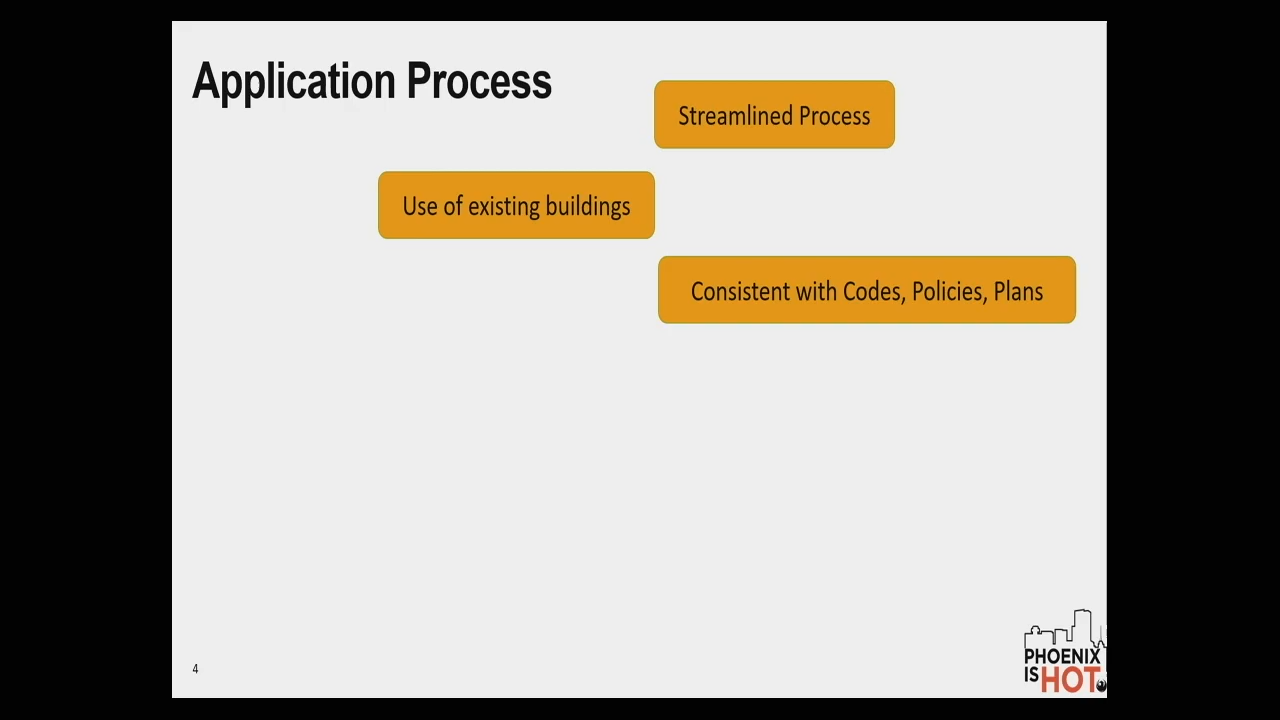 Application Process
Streamlined Process
Use of existing buildings
Consistent with Codes, Policies, Plans
4
PHOENIX
IS HOT